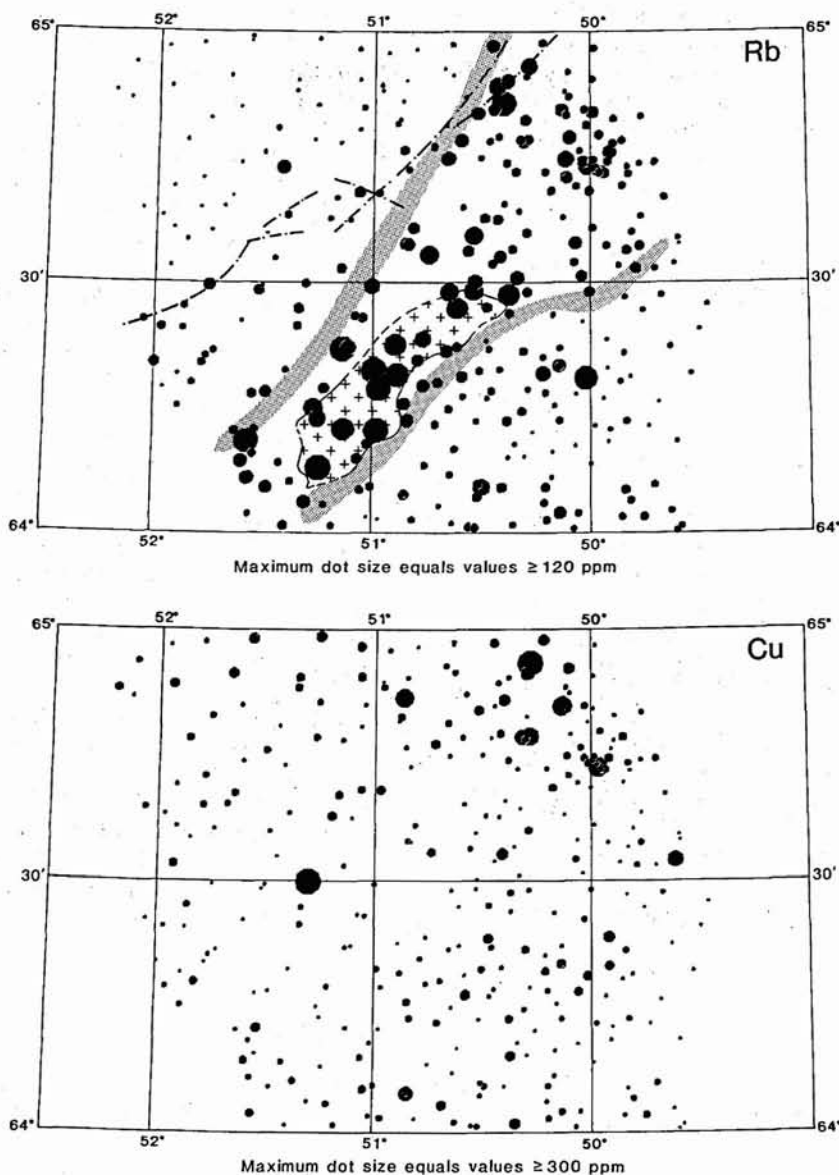 52° 51° 50°
65° 65°
Rb
30' 30'
64° 64°
52° 51° 50°
Maximum dot size equals values ≥ 120 ppm
52° 51° 50°
65° 65°
Cu
30' 30'
64° 64°
52° 51° 50°
Maximum dot size equals values ≥ 300 ppm